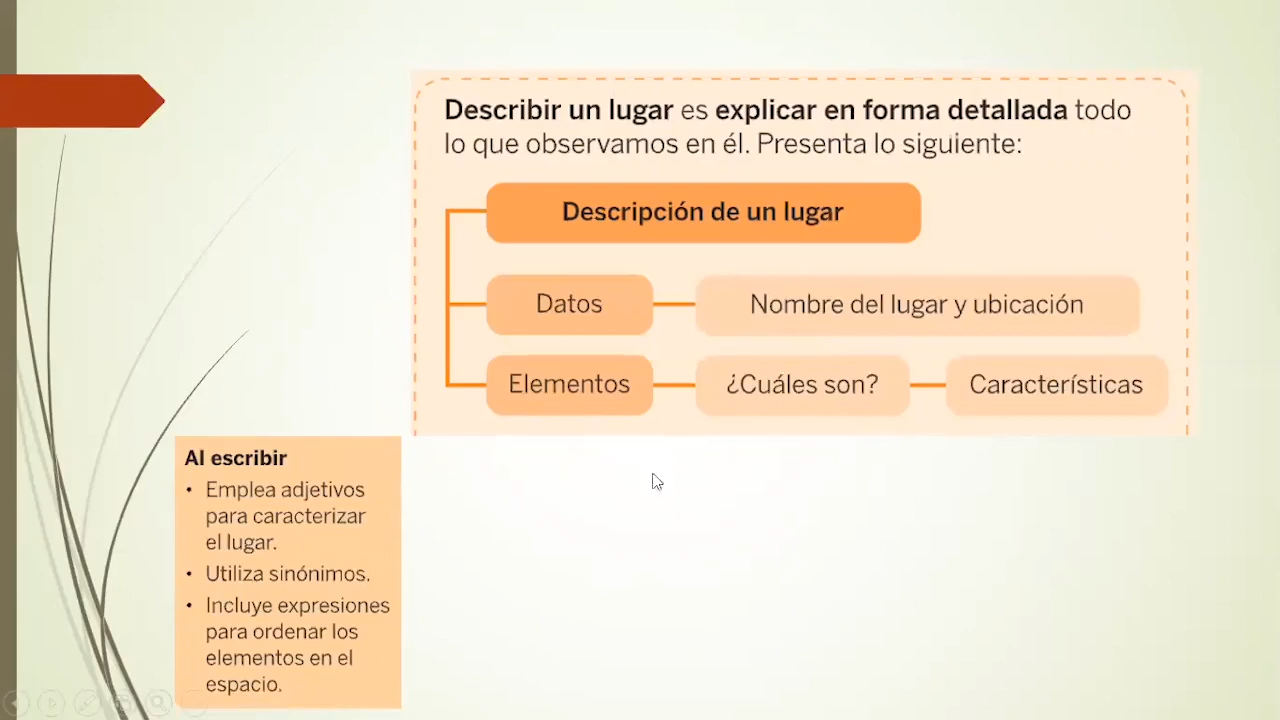 Describir un lugar es explicar en forma detallada todo
lo que observamos en él. Presenta lo siguiente:
Descripción de un lugar
Datos
Nombre del lugar y ubicación
Elementos
¿Cuáles son?
Características
Al escribir
• Emplea adjetivos
para caracterizar
el lugar.
• Utiliza sinónimos.
• Incluye expresiones
para ordenar los
elementos en el
espacio.